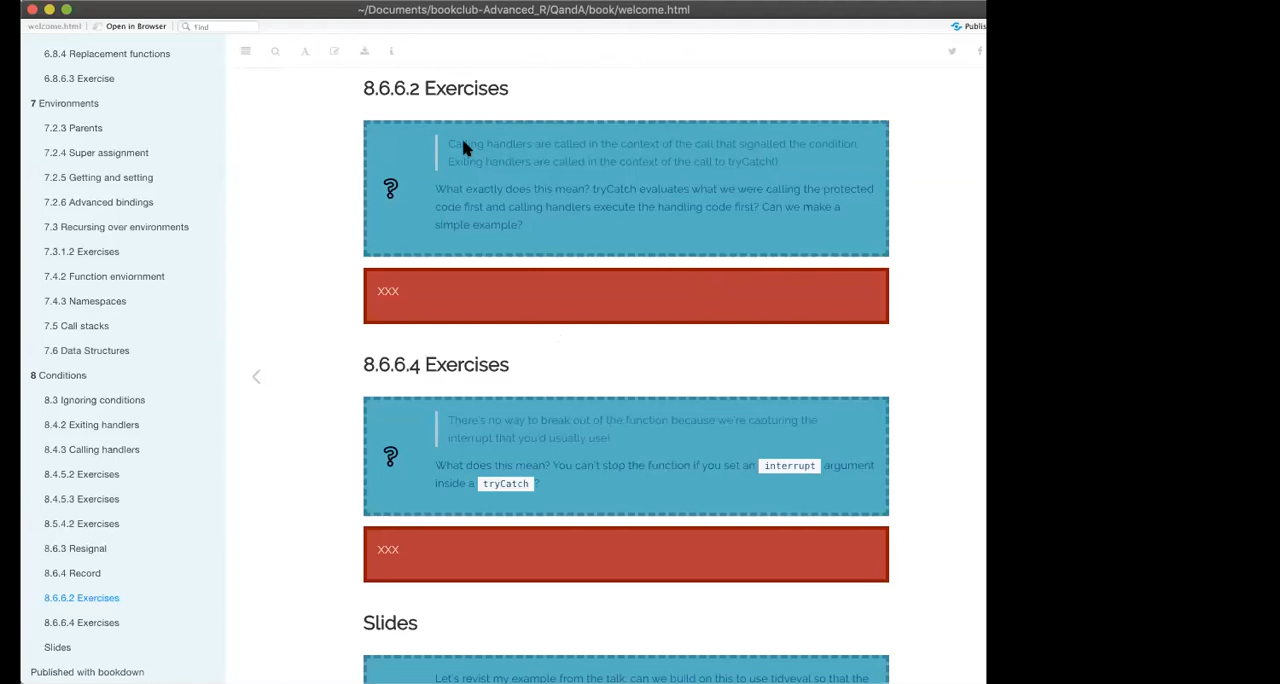 ~/Documents/bookclub-Advanced_R/QandA/book/welcome.html
welcome.html
Open in Browser
Find
Publis
6.8.4 Replacement functions
6.8.6.3 Exercise
7 Environments
7.2.3 Parents
7.2.4 Super assignment
7.2.5 Getting and setting
7.2.6 Advanced bindings
7.3 Recursing over environments
7.3.1.2 Exercises
7.4.2 Function enviornment
7.4.3 Namespaces
7.5 Call stacks
7.6 Data Structures
8 Conditions
8.3 Ignoring conditions
8.4.2 Exiting handlers
8.4.3 Calling handlers
8.4.5.2 Exercises
8.4.5.3 Exercises
8.5.4.2 Exercises
8.6.3 Resignal
8.6.4 Record
8.6.6.2 Exercises
8.6.6.4 Exercises
Slides
Published with bookdown
8.6.6.2 Exercises
Calling handlers are called in the context of the call that signalled the condition.
Exiting handlers are called in the context of the call to tryCatch()
What exactly does this mean? tryCatch evaluates what we were calling the protected
code first and calling handlers execute the handling code first? Can we make a
simple example?
XXX
8.6.6.4 Exercises
There's no way to break out of the function because we're capturing the
interrupt that you'd usually use!
What does this mean? You can't stop the function if you set an interrupt argument
inside a tryCatch ?
XXX
Slides
Let's revist my example from the talk: can we build on this to use tidyeval so that the